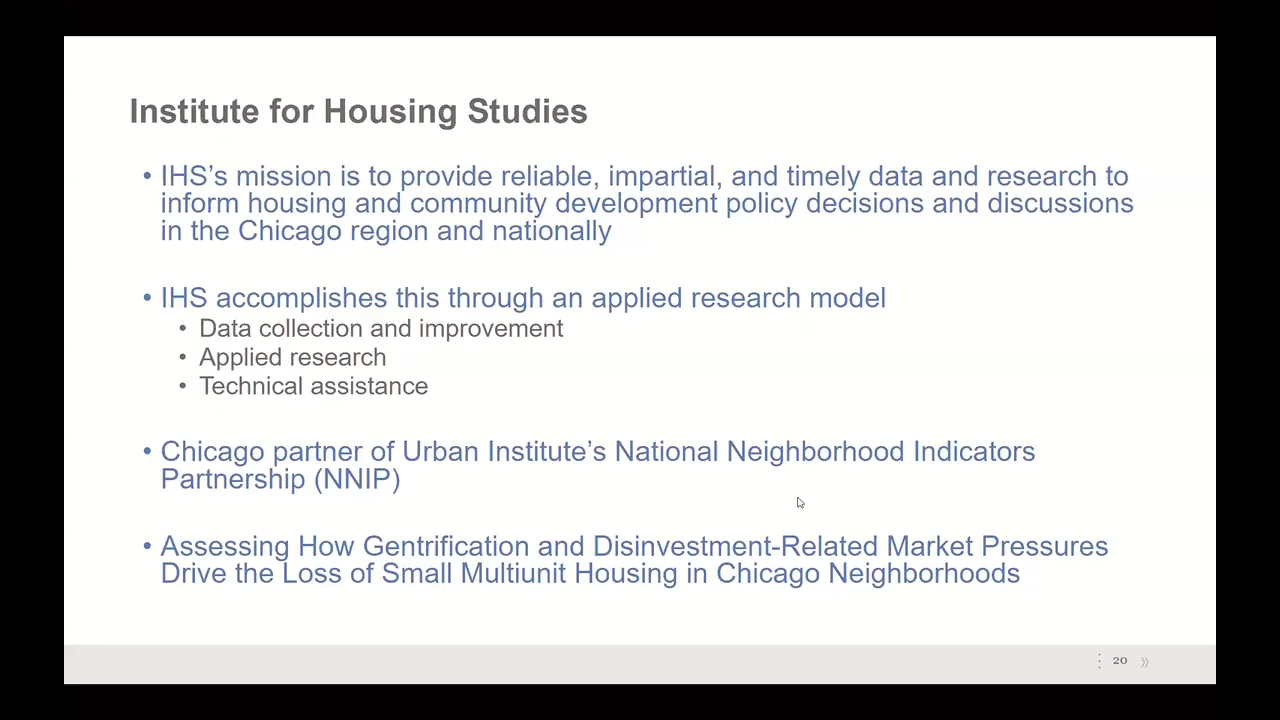 Institute for Housing Studies
• IHS’s mission is to provide reliable, impartial, and timely data and research to
inform housing and community development policy decisions and discussions
in the Chicago region and nationally
• IHS accomplishes this through an applied research model
• Data collection and improvement
• Applied research
• Technical assistance
• Chicago partner of Urban Institute’s National Neighborhood Indicators
Partnership (NNIP)
• Assessing How Gentrification and Disinvestment-Related Market Pressures
Drive the Loss of Small Multiunit Housing in Chicago Neighborhoods
20